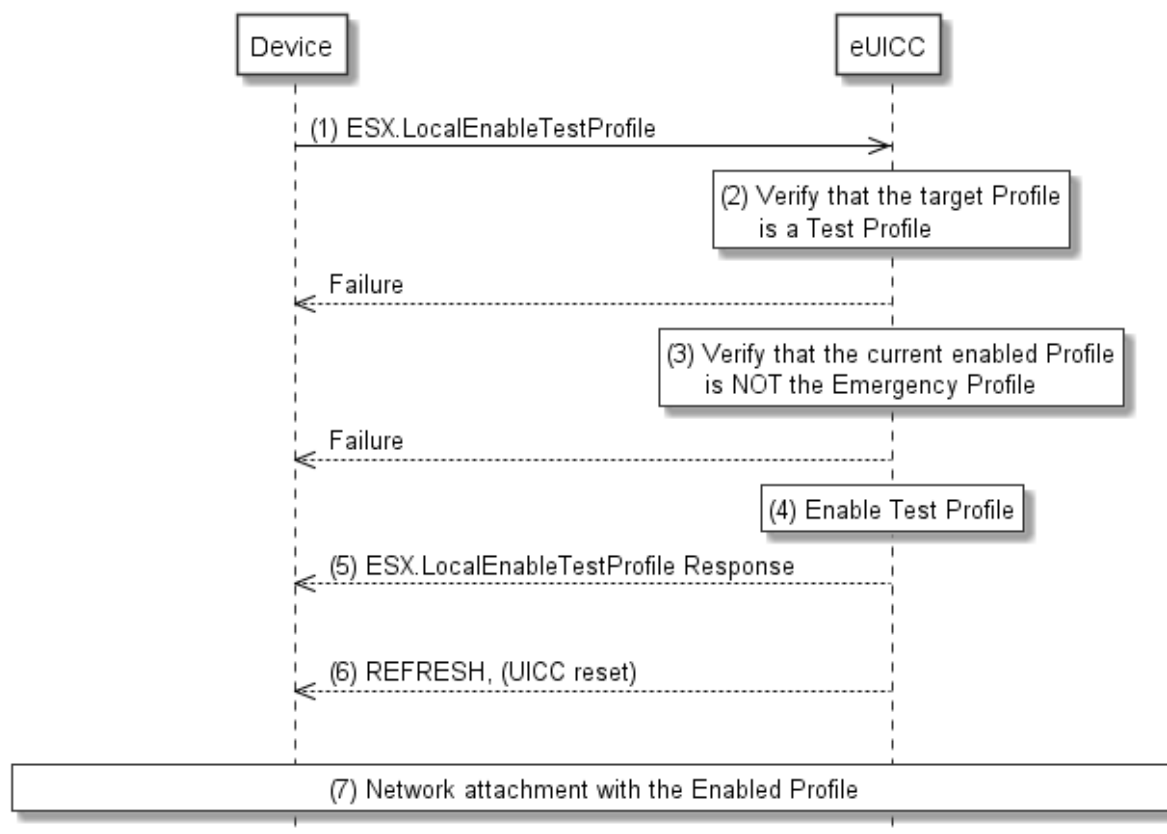 Device
eUICC
(1) ESX.LocalEnableTestProfile
(2) Verify that the target Profile
is a Test Profile
Failure
(3) Verify that the current enabled Profile
is NOT the Emergency Profile
Failure
(4) Enable Test Profile
(5) ESX.LocalEnableTestProfile Response
(6) REFRESH, (UICC reset)
(7) Network attachment with the Enabled Profile